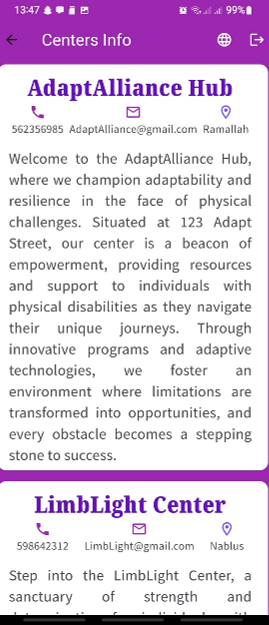 13:47 99%
Centers Info
AdaptAlliance Hub
562356985 AdaptAlliance@gmail.com Ramallah
Welcome to the AdaptAlliance Hub,
where we champion adaptability and
resilience in the face of physical
challenges. Situated at 123 Adapt
Street, our center is a beacon of
empowerment, providing resources
and support to individuals with
physical disabilities as they navigate
their unique journeys. Through
innovative programs and adaptive
technologies, we foster an
environment where limitations are
transformed into opportunities, and
every obstacle becomes a stepping
stone to success.
LimbLight Center
598642312 LimbLight@gmail.com Nablus
Step into the LimbLight Center, a
sanctuary of strength and